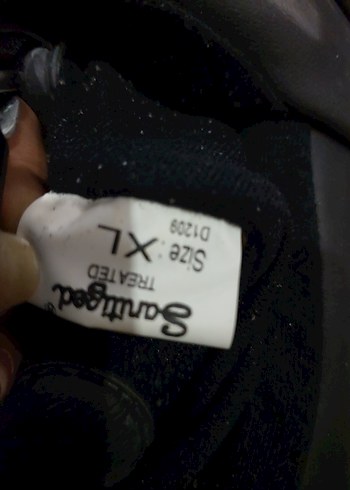 Sanitized
TREATED
Size : XL
D1209